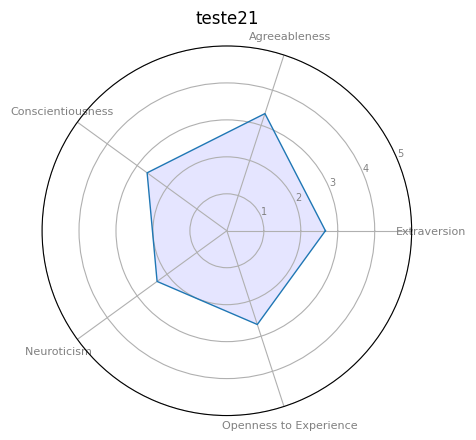 teste21
Agreeableness
Conscientiousness
5
4
3
2
1
Extraversion
Neuroticism
Openness to Experience